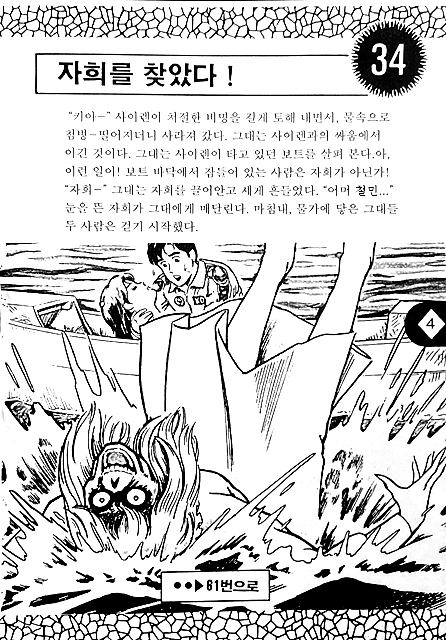 34
자희를 찾았다 !
"키아—" 사이렌이 처절한 비명을 길게 토해 내면서, 물속으로
첨벙—떨어지더니 사라져 갔다. 그대는 사이렌과의 싸움에서
이긴 것이다. 그대는 사이렌이 타고 있던 보트를 살펴 본다.아,
이런 일이! 보트 바닥에서 잠들어 있는 사람은 자희가 아닌가!
"자희—" 그대는 자희를 끌어안고 세게 흔들었다. "어머 철민..."
눈을 뜬 자희가 그대에게 매달린다. 마침내, 물가에 닿은 그대들
두 사람은 걷기 시작했다.
4
●●▶61번으로